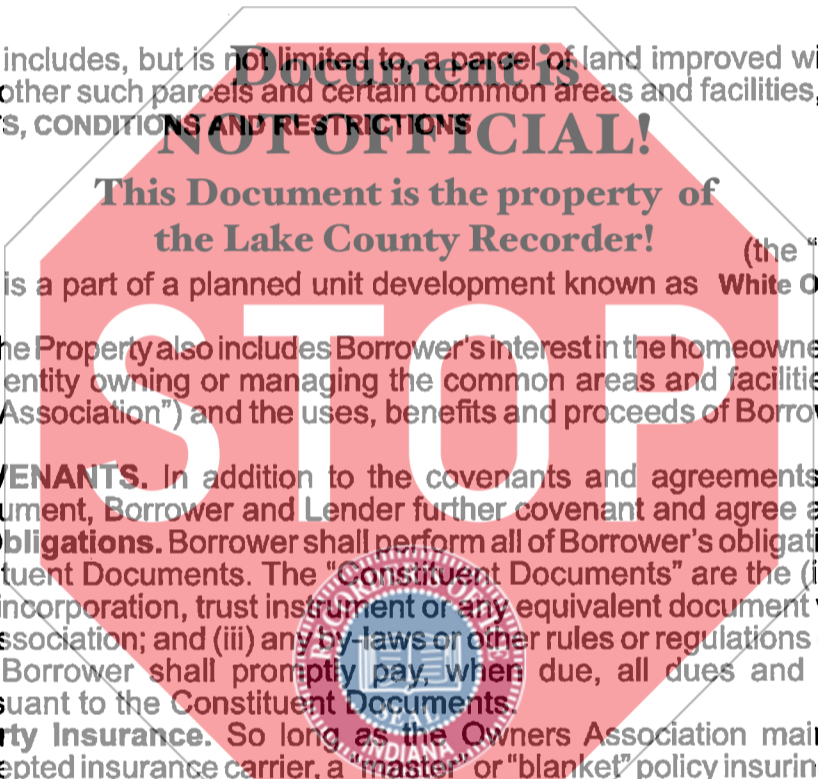 includes, but is not limited to, a parcel of land improved wi
other such parcels and certain common areas and facilities,
S, CONDITIONS AND RESTRICTIONS
Document is
NOT OFFICIAL!
This Document is the property of
the Lake County Recorder!
(the "
is a part of a planned unit development known as White O
STOP
he Property also includes Borrower's interest in the homeowne
entity owning or managing the common areas and facilitie
Association") and the uses, benefits and proceeds of Borrow
VENANTS. In addition to the covenants and agreements
ument, Borrower and Lender further covenant and agree a
bligations. Borrower shall perform all of Borrower's obligati
tuent Documents. The "Constituent Documents" are the (i
incorporation, trust instrument or any equivalent document
ssociation; and (iii) any by-laws or other rules or regulations
Borrower shall promptly pay, when due, all dues and
suant to the Constituent Documents.
rty Insurance. So long as the Owners Association main
epted insurance carrier, a "master" or "blanket" policy insurin
RECORDER'S OFFICE
SEAL
INDIANA